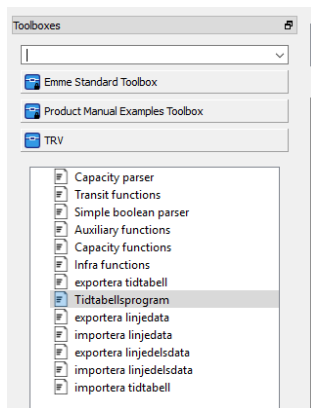 Toolboxes
Emme Standard Toolbox
Product Manual Examples Toolbox
TRV
Capacity parser
Transit functions
Simple boolean parser
Auxiliary functions
Capacity functions
Infra functions
exportera tidtabell
Tidtabellsprogram
exportera linjedata
importera linjedata
exportera linjedelsdata
importera linjedelsdata
importera tidtabell